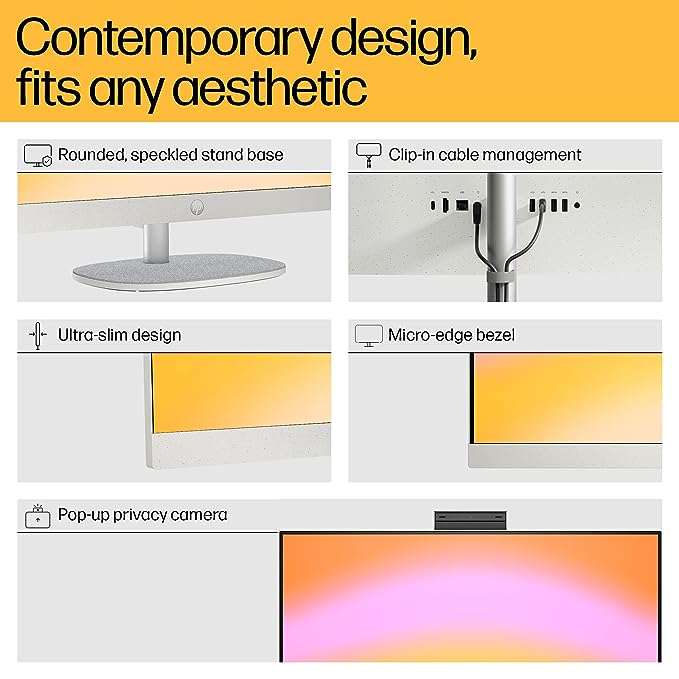 Contemporary design,
fits any aesthetic
Rounded, speckled stand base
Clip-in cable management
hp
Ultra-slim design
Micro-edge bezel
Pop-up privacy camera